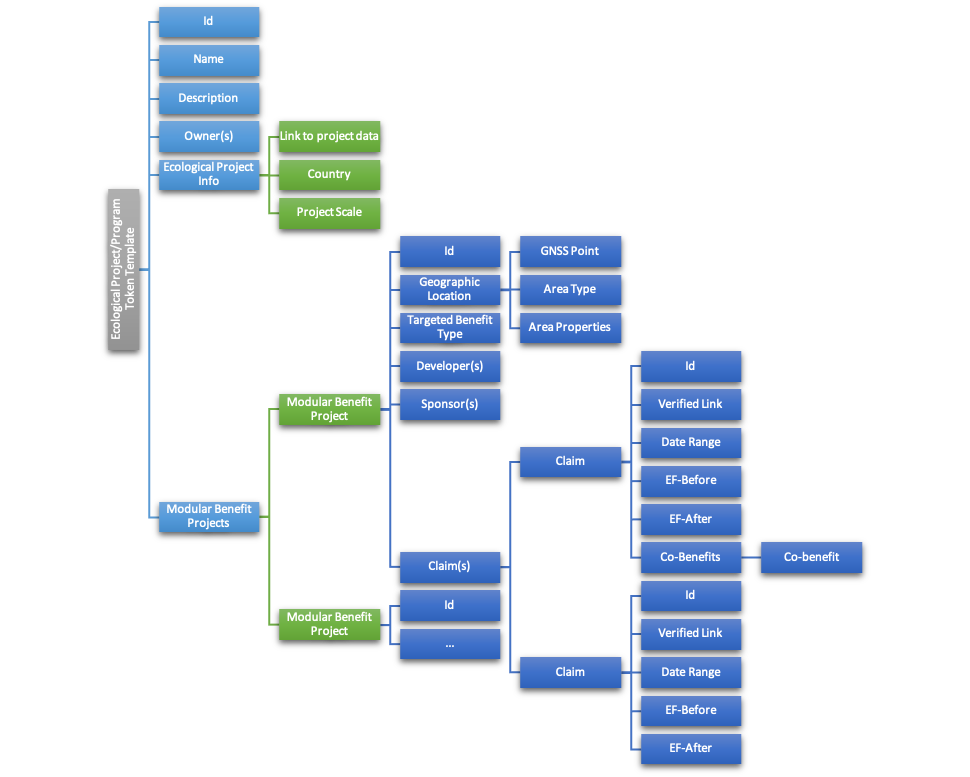 Ecological Project/Program
Token Template
Id
Name
Description
Owner(s)
Ecological Project
Info
Link to project data
Country
Project Scale
Modular Benefit
Projects
Modular Benefit
Project
Id
Geographic
Location
GNSS Point
Area Type
Area Properties
Targeted Benefit
Type
Developer(s)
Sponsor(s)
Claim(s)
Claim
Id
Verified Link
Date Range
EF-Before
EF-After
Co-Benefits
Co-benefit
Claim
Id
Verified Link
Date Range
EF-Before
EF-After
Modular Benefit
Project
Id
...